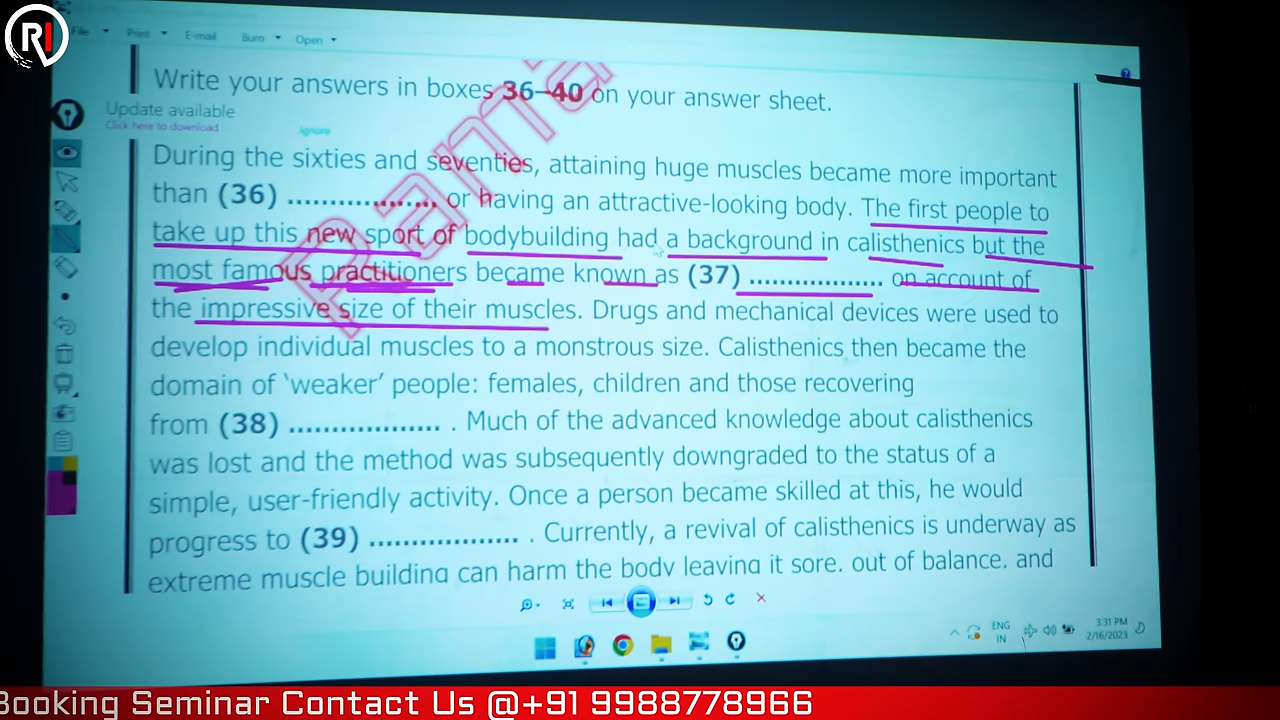 RI
File Print E-mail Burn Open
Write your answers in boxes 36–40 on your answer sheet.
Update available
Click here to download
Ignore
During the sixties and seventies, attaining huge muscles became more important
than (36) .................. or having an attractive-looking body. The first people to
take up this new sport of bodybuilding had a background in calisthenics but the
most famous practitioners became known as (37) .................. on account of
the impressive size of their muscles. Drugs and mechanical devices were used to
develop individual muscles to a monstrous size. Calisthenics then became the
domain of ‘weaker’ people: females, children and those recovering
from (38) .................. . Much of the advanced knowledge about calisthenics
was lost and the method was subsequently downgraded to the status of a
simple, user-friendly activity. Once a person became skilled at this, he would
progress to (39) .................. . Currently, a revival of calisthenics is underway as
extreme muscle building can harm the body leaving it sore, out of balance, and
ENG
IN
3:31 PM
2/16/2023
Booking Seminar Contact Us @+91 9988778966